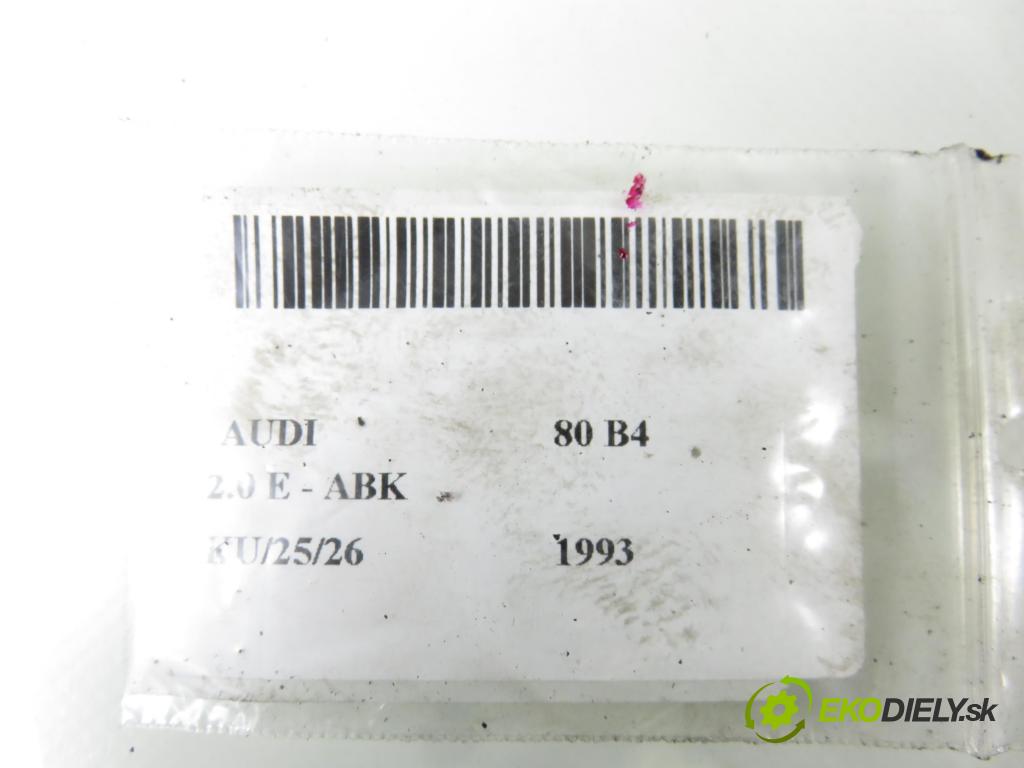 AUDI 80 B4
2.0 E - ABK
KU/25/26 1993
EKODIELY.sk